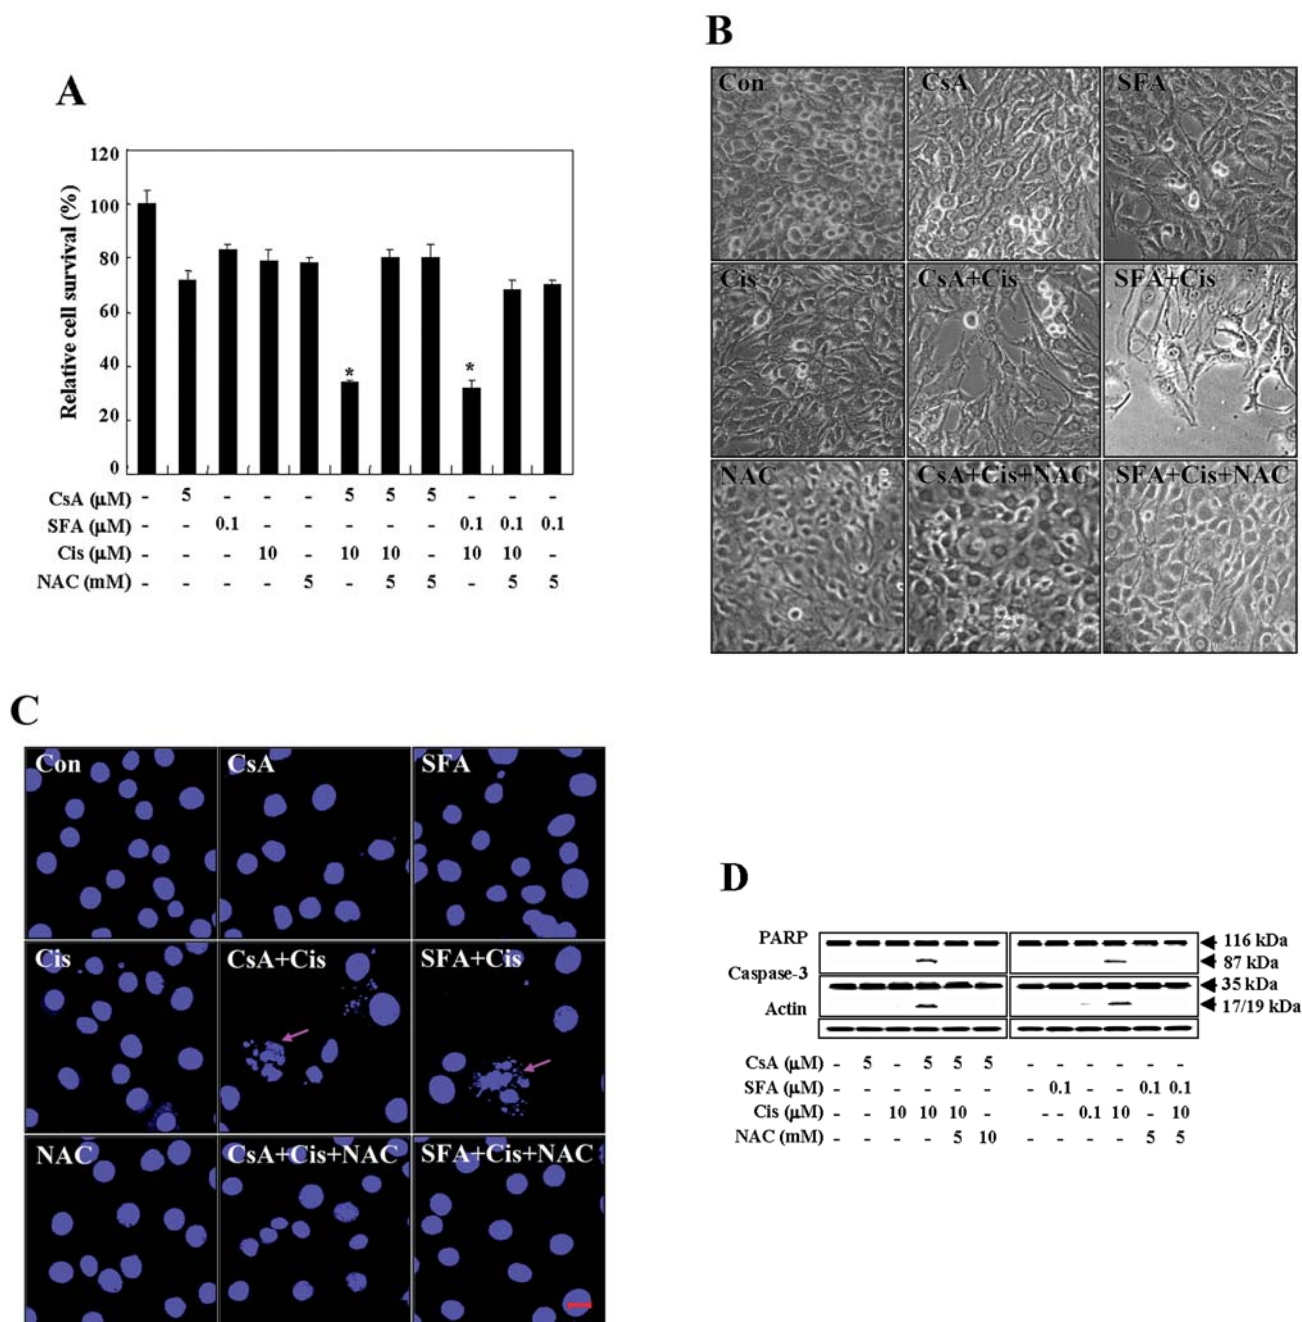 A
Relative cell survival (%)
120
100
80
60
40
20
0
* *
CsA (μM) - 5 - - - 5 5 5 - - -
SFA (μM) - - 0.1 - - - - - 0.1 0.1 0.1
Cis (μM) - - - 10 - 10 10 - 10 10 -
NAC (mM) - - - - 5 - 5 5 - 5 5
B
Con CsA SFA
Cis CsA+Cis SFA+Cis
NAC CsA+Cis+NAC SFA+Cis+NAC
C
Con CsA SFA
Cis CsA+Cis SFA+Cis
NAC CsA+Cis+NAC SFA+Cis+NAC
D
PARP 116 kDa
87 kDa
Caspase-3 35 kDa
Actin 17/19 kDa
CsA (μM) - 5 - 5 5 5 - - - - - -
SFA (μM) - - - - - - - 0.1 - - 0.1 0.1
Cis (μM) - - 10 10 10 - - - 0.1 10 - 10
NAC (mM) - - - - 5 10 - - - - 5 5